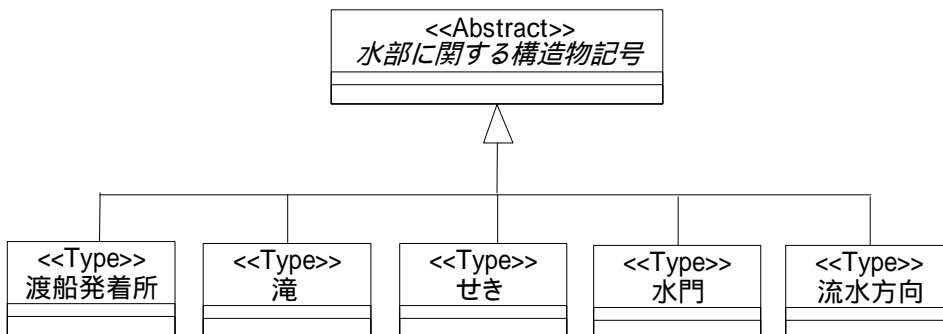 <<Abstract>>
水部に関する構造物記号
<<Type>>
渡船発着所
<<Type>>
滝
<<Type>>
せき
<<Type>>
水門
<<Type>>
流水方向